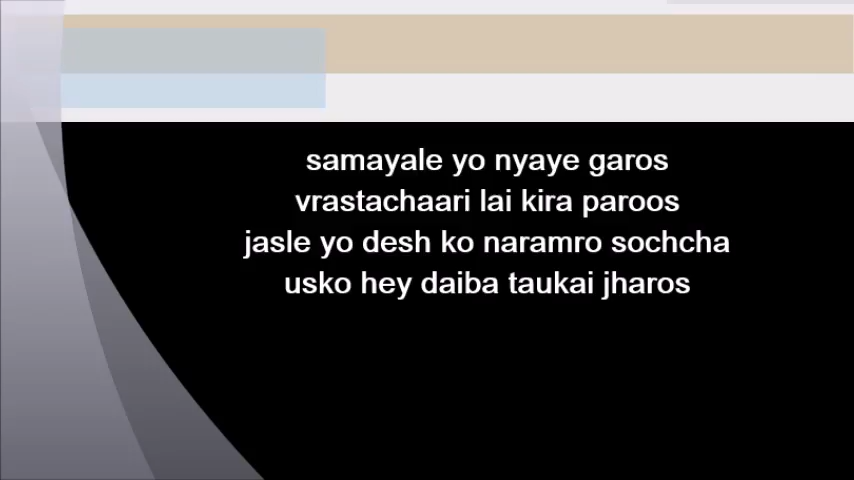 samayale yo nyaye garos
vrastachaari lai kira paroos
jasle yo desh ko naramro sochcha
usko hey daiba taukai jharos